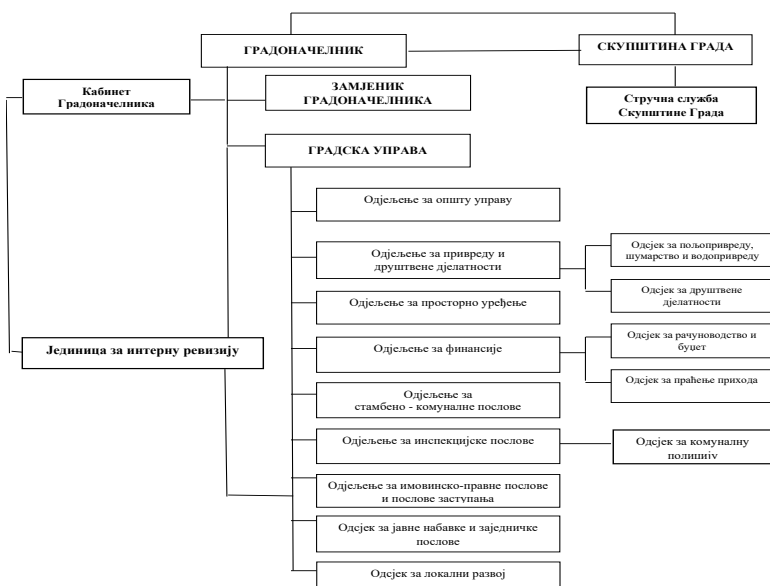 ГРАДОНАЧЕЛНИК
СКУПШТИНА ГРАДА
Кабинет
Градоначелника
ЗАМЈЕНИК
ГРАДОНАЧЕЛНИКА
Стручна служба
Скупштине Града
ГРАДСКА УПРАВА
Одјељење за општу управу
Одјељење за привреду и
друштвене дјелатности
Одсјек за пољопривреду,
шумарство и водопривреду
Одсјек за друштвене
дјелатности
Одјељење за просторно уређење
Јединица за интерну ревизију
Одјељење за финансије
Одсјек за рачуноводство и
буџет
Одсјек за праћење прихода
Одјељење за
стамбено - комуналне послове
Одјељење за инспекцијске послове
Одсјек за комуналну
полицију
Одјељење за имовинско-правне послове
и послове заступања
Одсјек за јавне набавке и заједничке
послове
Одсјек за локални развој